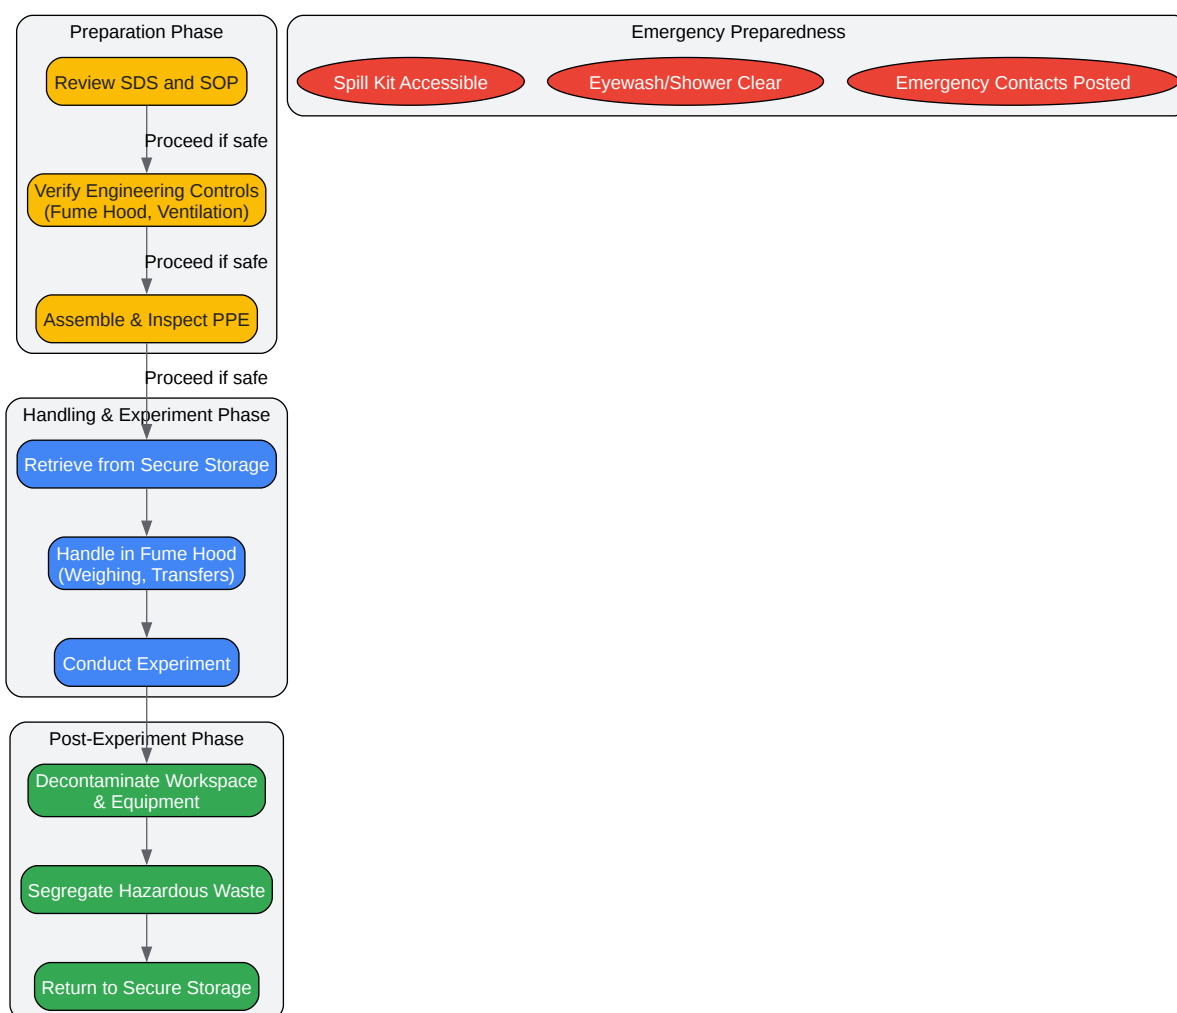 Preparation Phase
Review SDS and SOP
Proceed if safe
Verify Engineering Controls
(Fume Hood, Ventilation)
Proceed if safe
Assemble & Inspect PPE
Proceed if safe
Handling & Experiment Phase
Retrieve from Secure Storage
Handle in Fume Hood
(Weighing, Transfers)
Conduct Experiment
Post-Experiment Phase
Decontaminate Workspace
& Equipment
Segregate Hazardous Waste
Return to Secure Storage
Emergency Preparedness
Spill Kit Accessible
Eyewash/Shower Clear
Emergency Contacts Posted